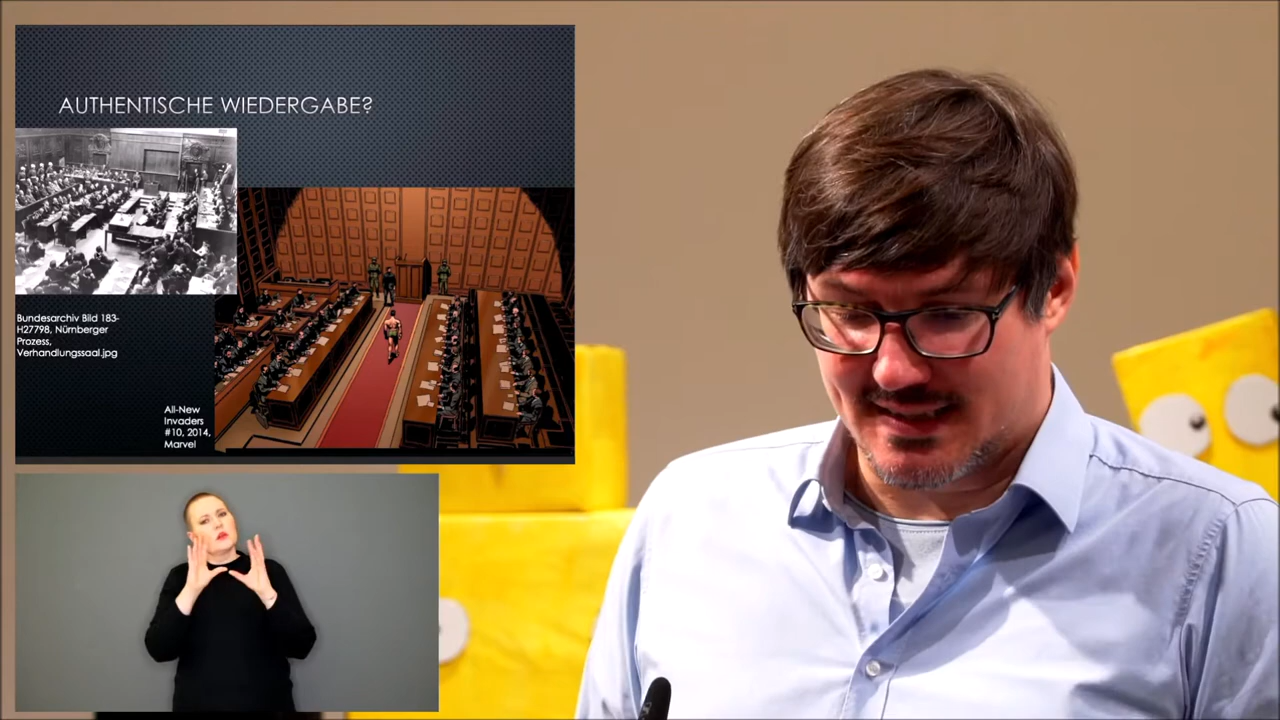 AUTHENTISCHE WIEDERGABE?
Bundesarchiv Bild 183-
H27798, Nürnberger
Prozess,
Verhandlungssaal.jpg
All-New
Invaders
#10, 2014,
Marvel